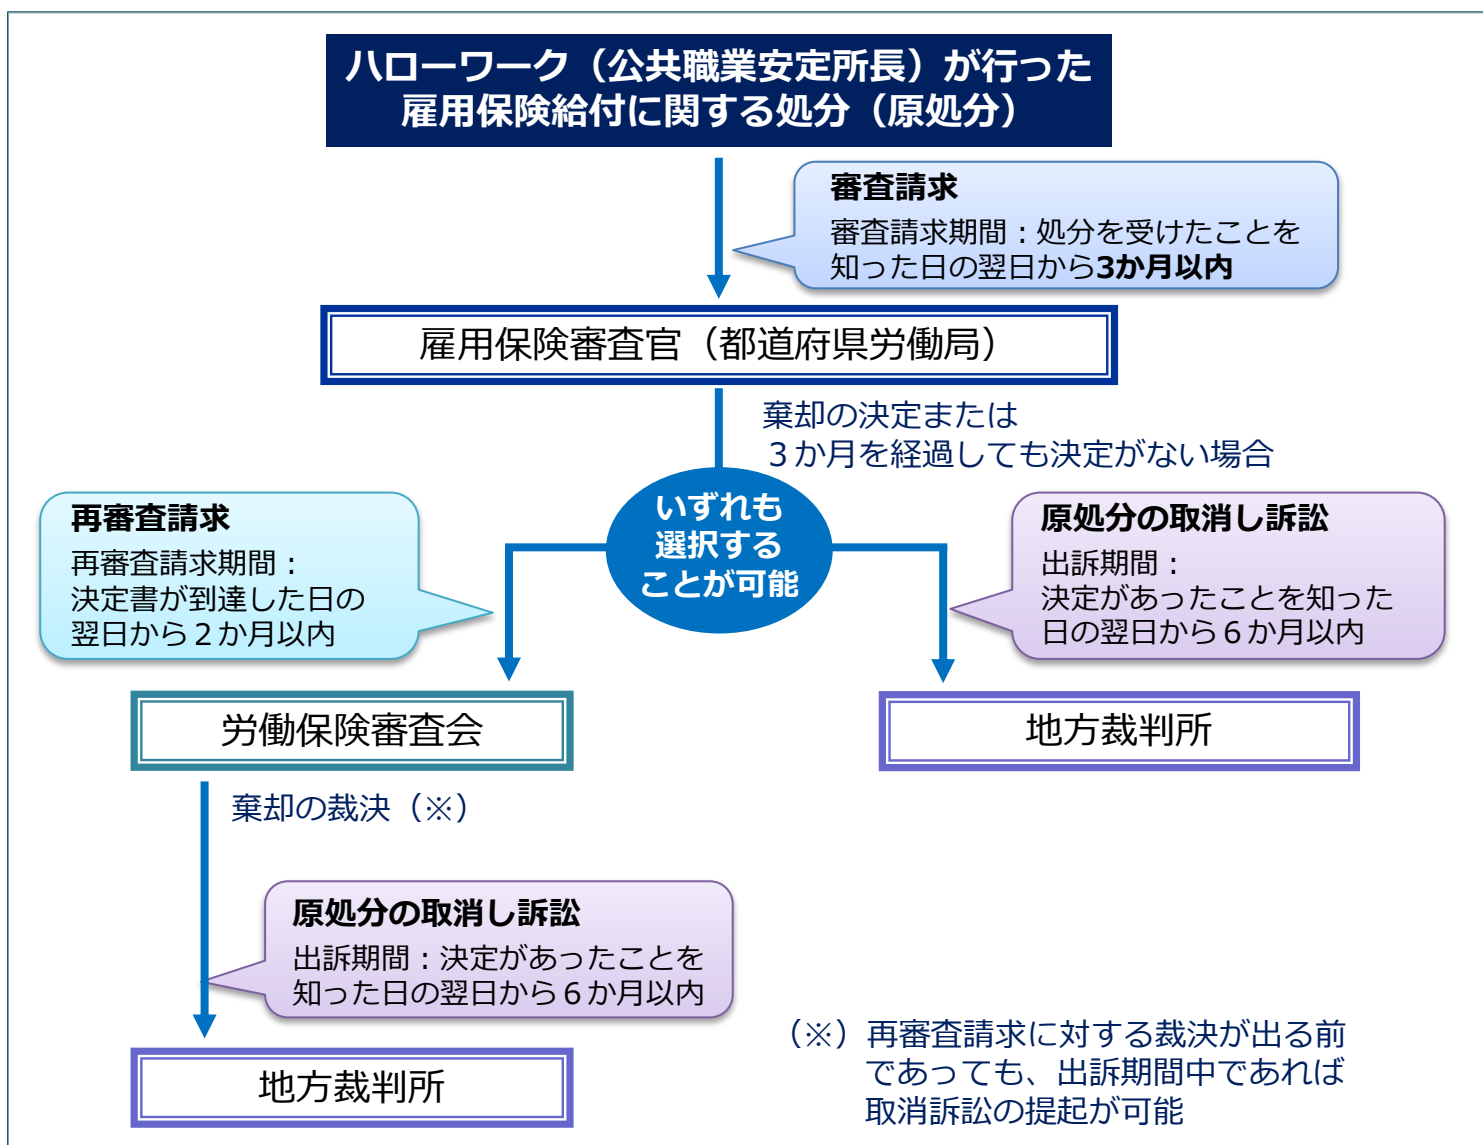 ハローワーク（公共職業安定所長）が行った
雇用保険給付に関する処分（原処分）
審査請求
審査請求期間：処分を受けたことを
知った日の翌日から3か月以内
雇用保険審査官（都道府県労働局）
棄却の決定または
３か月を経過しても決定がない場合
いずれも
選択する
ことが可能
再審査請求
再審査請求期間：
決定書が到達した日の
翌日から２か月以内
原処分の取消し訴訟
出訴期間：
決定があったことを知った
日の翌日から６か月以内
労働保険審査会
地方裁判所
棄却の裁決（※）
原処分の取消し訴訟
出訴期間：決定があったことを
知った日の翌日から６か月以内
地方裁判所
（※）再審査請求に対する裁決が出る前
であっても、出訴期間中であれば
取消訴訟の提起が可能